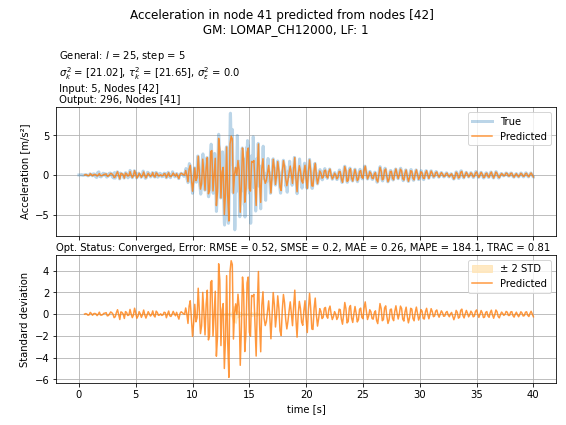 Acceleration in node 41 predicted from nodes [42]
GM: LOMAP_CH12000, LF: 1
General: l = 25, step = 5
σ²ₖ = [21.02], τ²ₖ = [21.65], σ²ε = 0.0
Input: 5, Nodes [42]
Output: 296, Nodes [41]
True
Predicted
Acceleration [m/s²]
5
0
−5
Opt. Status: Converged, Error: RMSE = 0.52, SMSE = 0.2, MAE = 0.26, MAPE = 184.1, TRAC = 0.81
± 2 STD
Predicted
Standard deviation
4
2
0
−2
−4
−6
0 5 10 15 20 25 30 35 40
time [s]